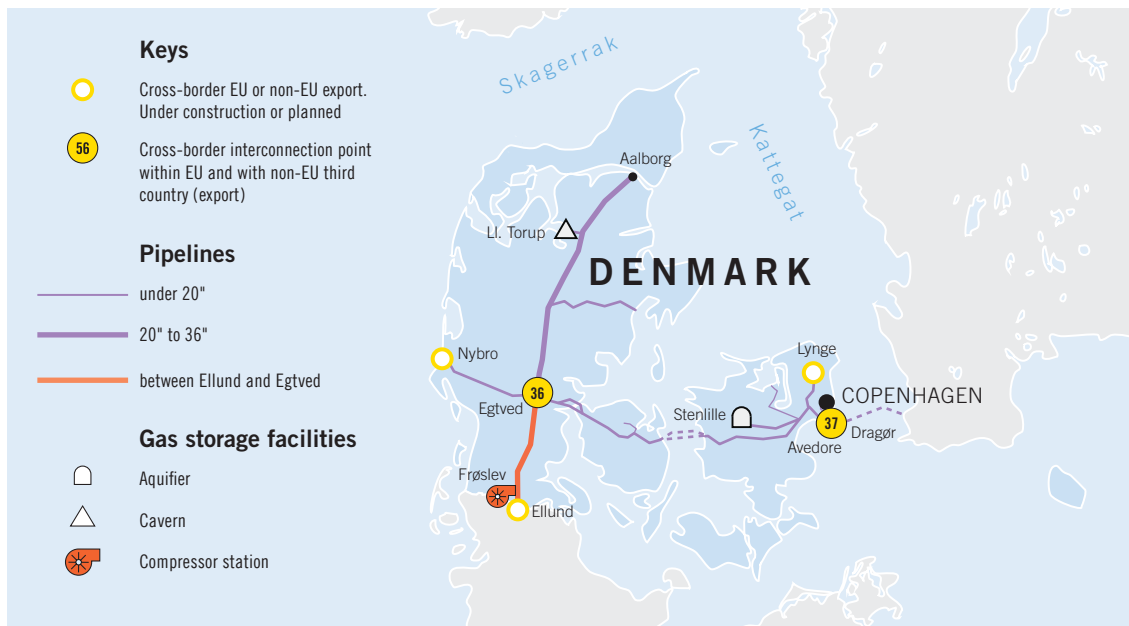 Keys
Cross-border EU or non-EU export.
Under construction or planned
56
Cross-border interconnection point
within EU and with non-EU third
country (export)
Pipelines
under 20"
20" to 36"
between Ellund and Egtved
Gas storage facilities
Aquifier
Cavern
Compressor station
Skagerrak
Kattegat
Aalborg
Ll. Torup
DENMARK
Nybro
Lynge
36
Egtved
COPENHAGEN
Stenlille
37
Dragør
Avedore
Frøslev
Ellund